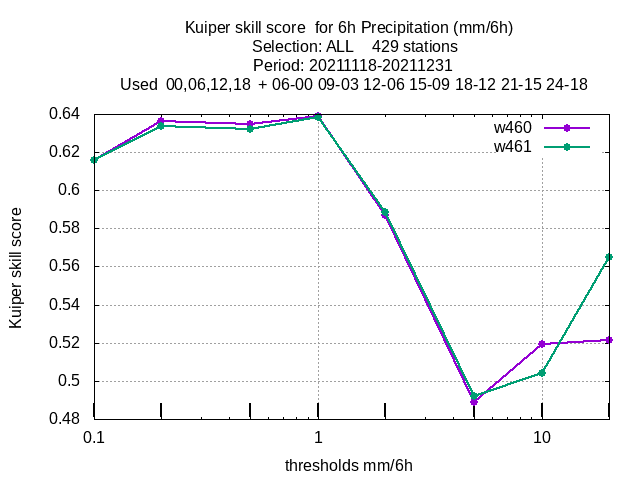 Kuiper skill score  for 6h Precipitation (mm/6h)
Selection: ALL    429 stations
Period: 20211118-20211231
Used  00,06,12,18  + 06-00 09-03 12-06 15-09 18-12 21-15 24-18
w460
w461
0.64
0.62
0.6
0.58
0.56
0.54
0.52
0.5
0.48
Kuiper skill score
0.1 1 10
thresholds mm/6h